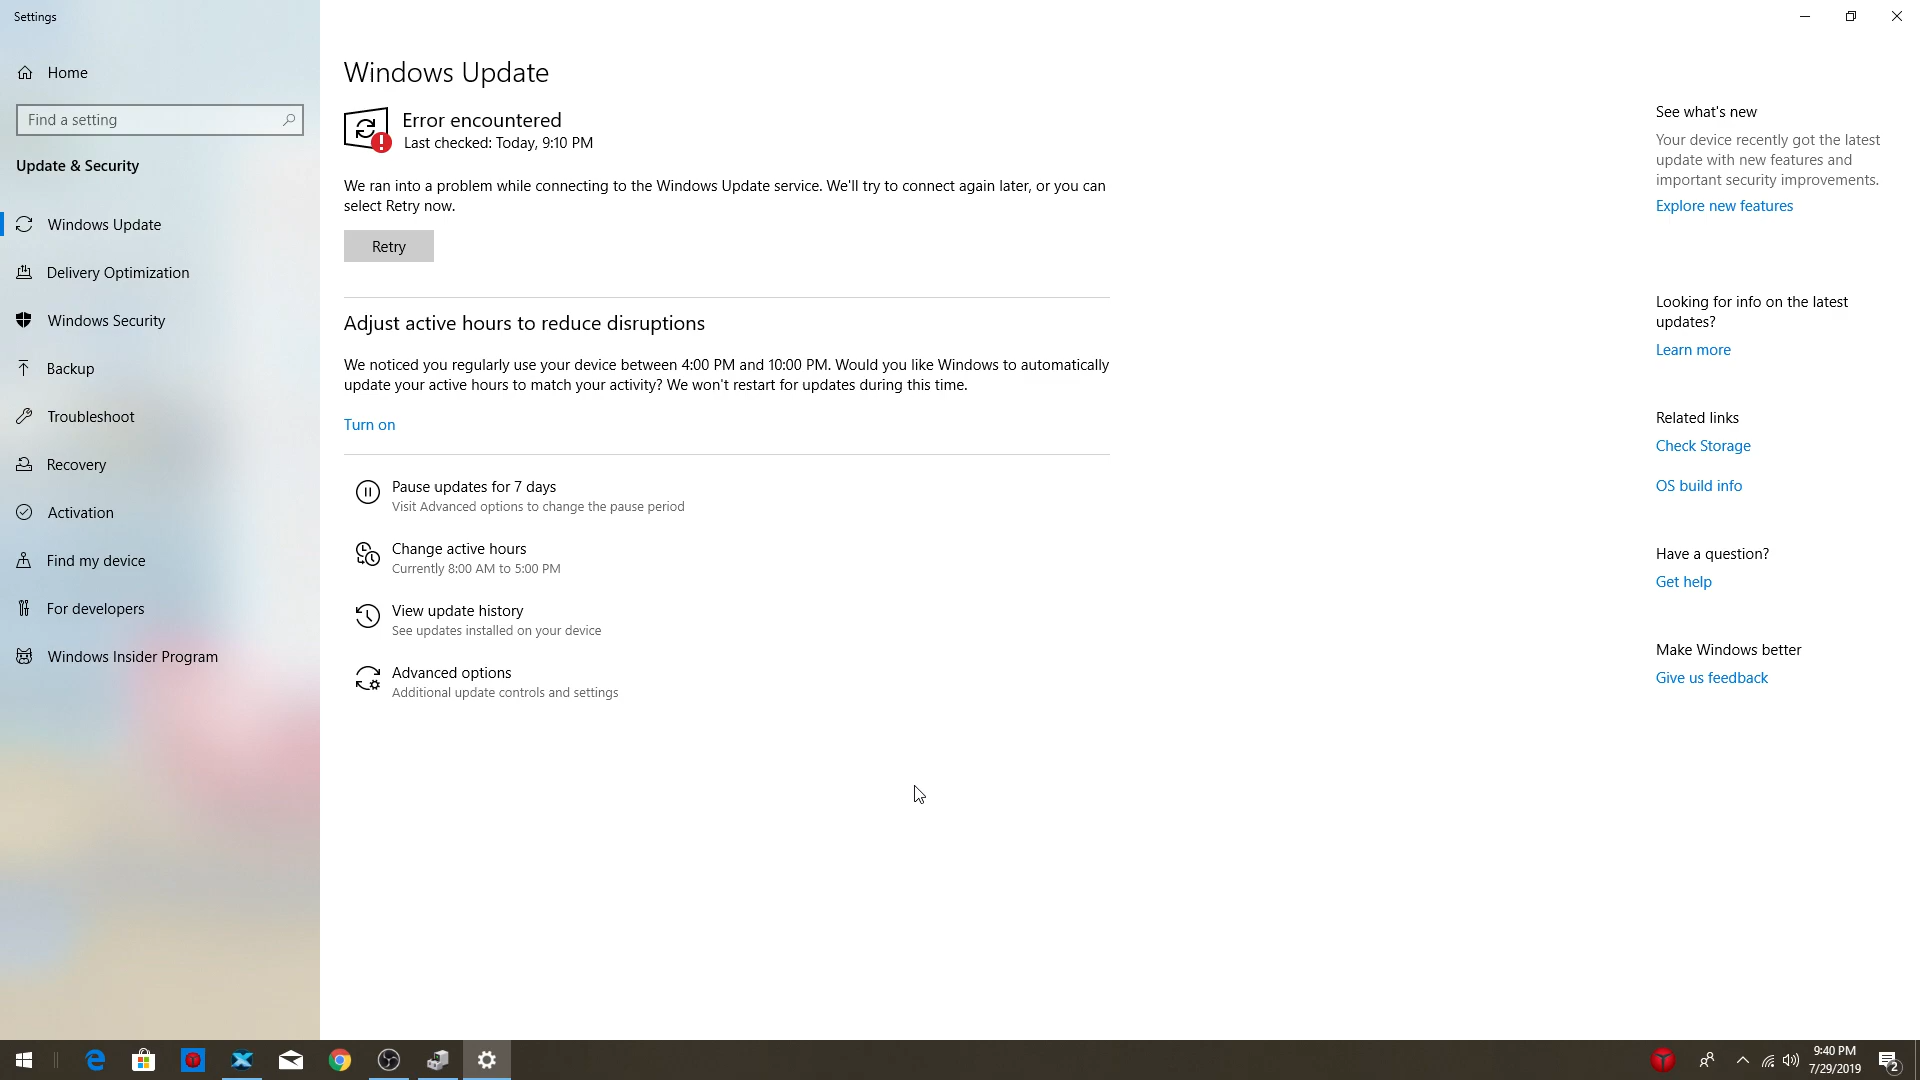 Settings
Home
Find a setting
Update & Security
Windows Update
Delivery Optimization
Windows Security
Backup
Troubleshoot
Recovery
Activation
Find my device
For developers
Windows Insider Program
Windows Update
Error encountered
Last checked: Today, 9:10 PM
We ran into a problem while connecting to the Windows Update service. We'll try to connect again later, or you can
select Retry now.
Retry
Adjust active hours to reduce disruptions
We noticed you regularly use your device between 4:00 PM and 10:00 PM. Would you like Windows to automatically
update your active hours to match your activity? We won't restart for updates during this time.
Turn on
Pause updates for 7 days
Visit Advanced options to change the pause period
Change active hours
Currently 8:00 AM to 5:00 PM
View update history
See updates installed on your device
Advanced options
Additional update controls and settings
See what's new
Your device recently got the latest
update with new features and
important security improvements.
Explore new features
Looking for info on the latest
updates?
Learn more
Related links
Check Storage
OS build info
Have a question?
Get help
Make Windows better
Give us feedback
9:40 PM
7/29/2019
2